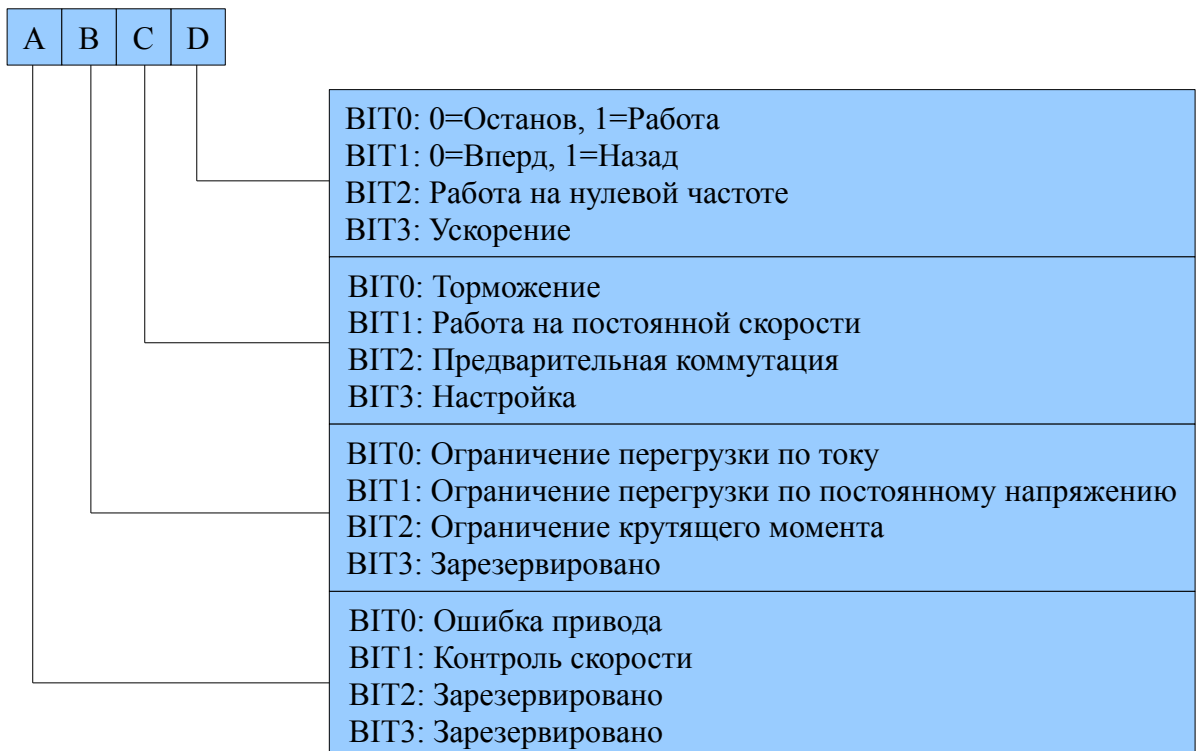 A B C D
BIT0: 0=Останов, 1=Работа
BIT1: 0=Вперд, 1=Назад
BIT2: Работа на нулевой частоте
BIT3: Ускорение
BIT0: Торможение
BIT1: Работа на постоянной скорости
BIT2: Предварительная коммутация
BIT3: Настройка
BIT0: Ограничение перегрузки по току
BIT1: Ограничение перегрузки по постоянному напряжению
BIT2: Ограничение крутящего момента
BIT3: Зарезервировано
BIT0: Ошибка привода
BIT1: Контроль скорости
BIT2: Зарезервировано
BIT3: Зарезервировано